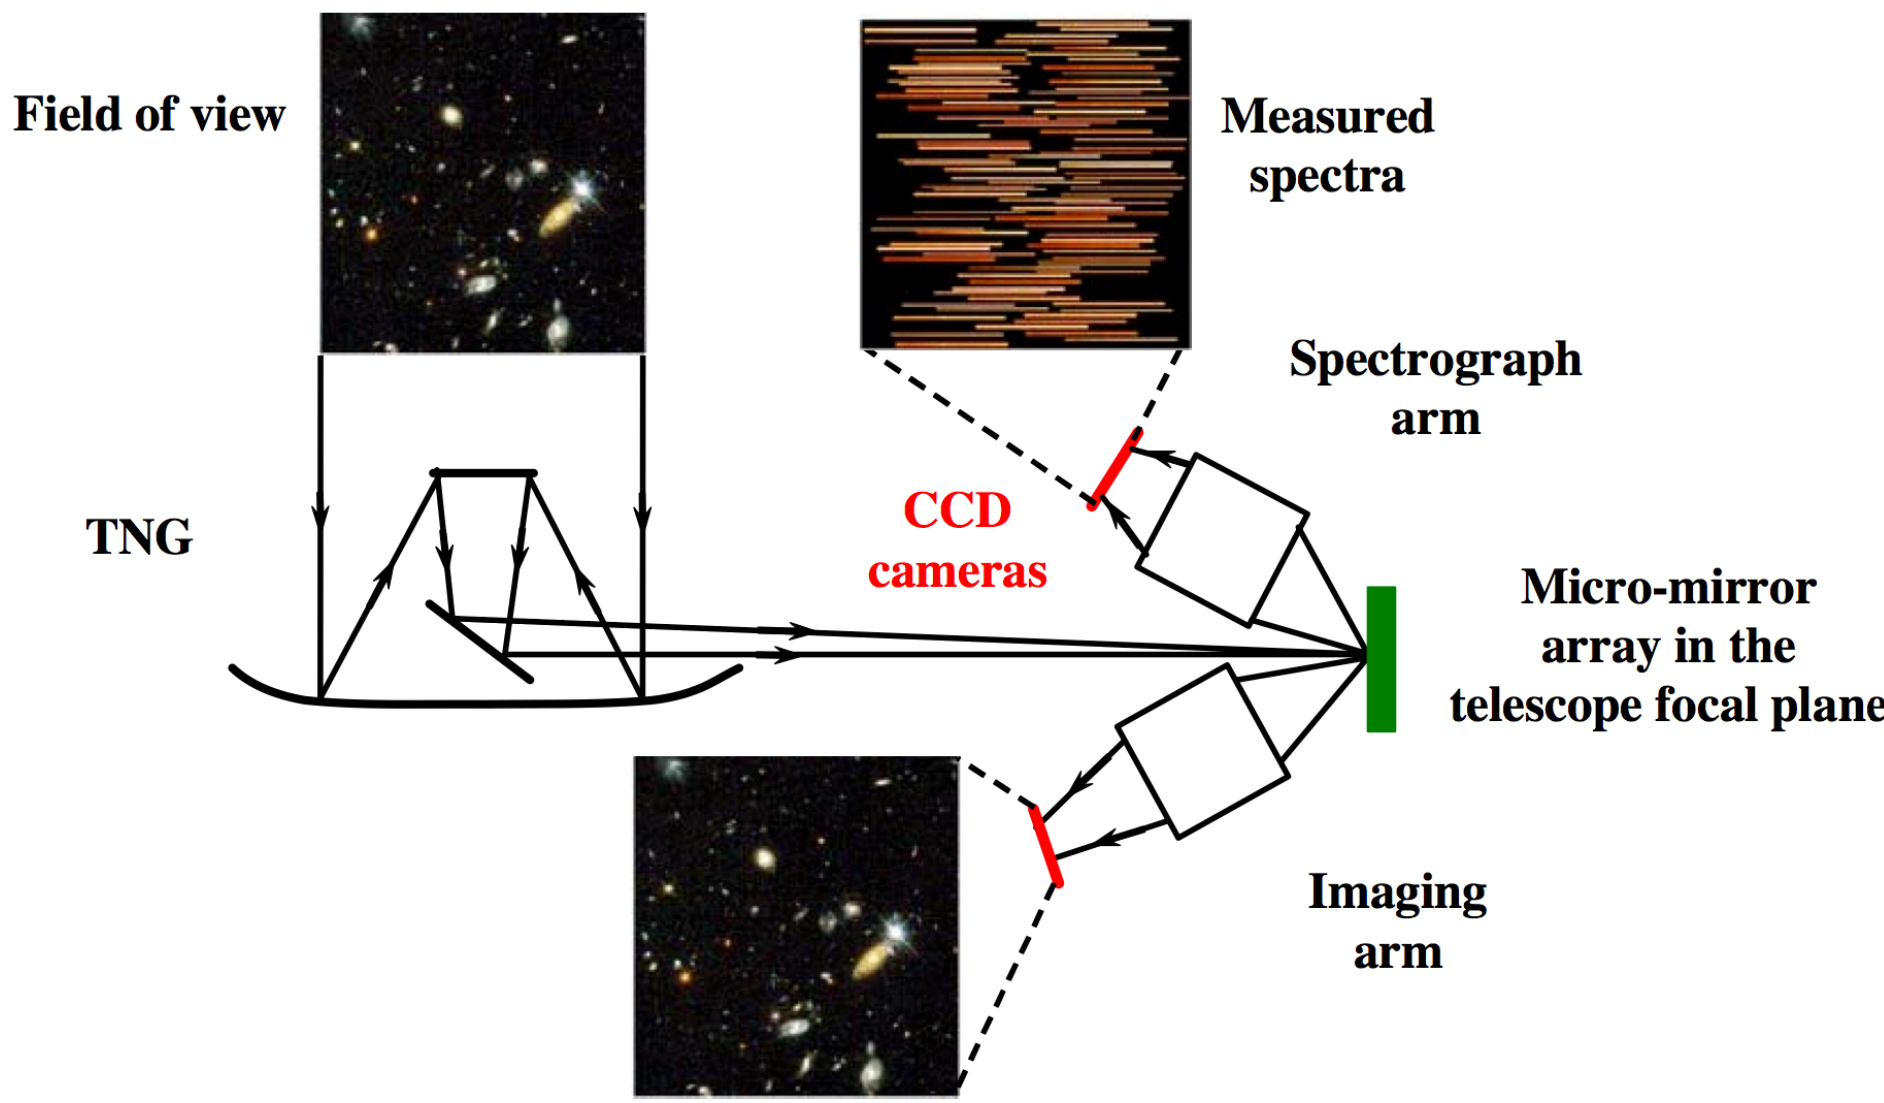 Field of view
Measured
spectra
Spectrograph
arm
TNG
CCD
cameras
Micro-mirror
array in the
telescope focal plane
Imaging
arm